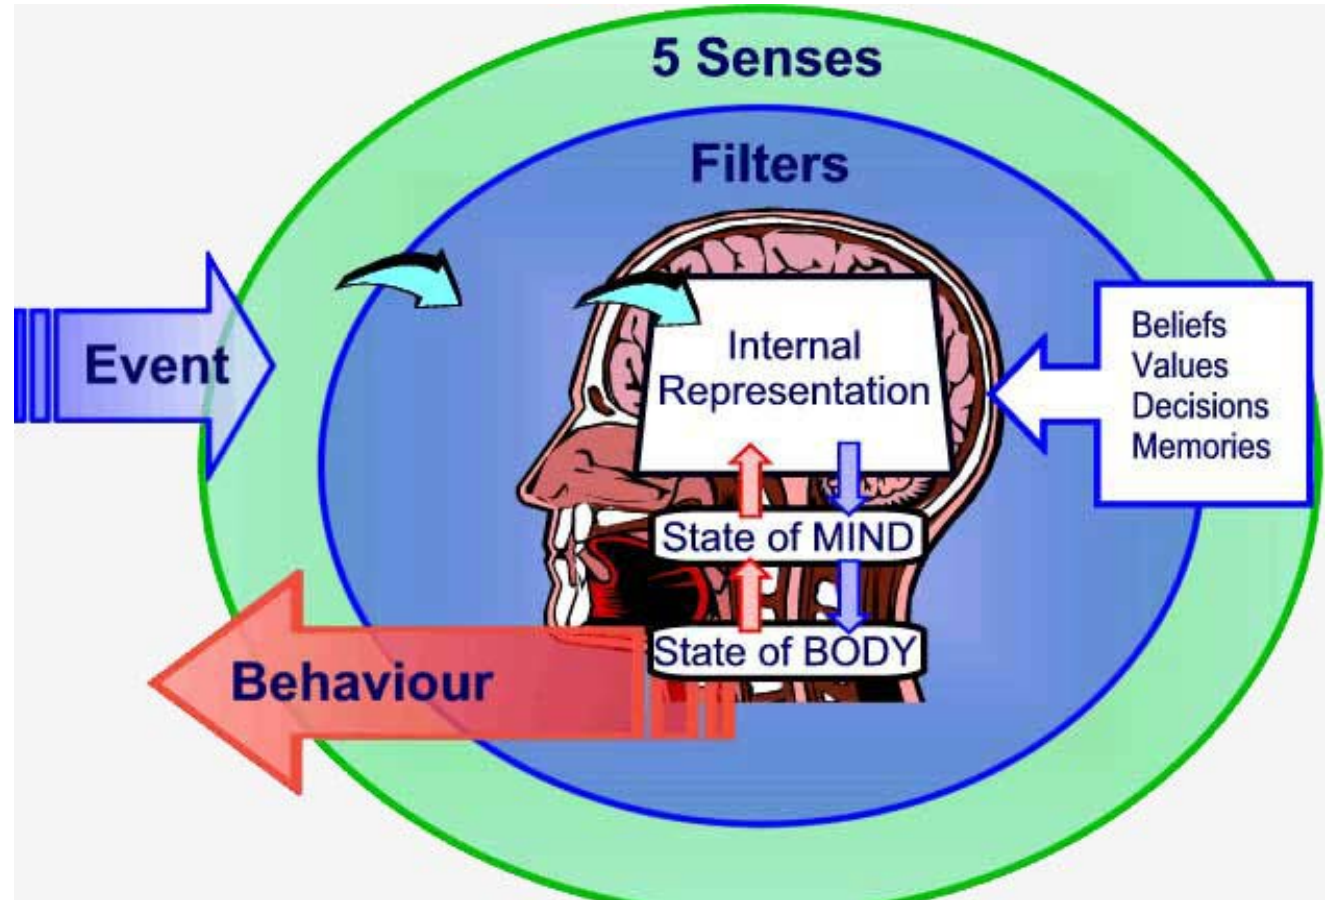 5 Senses
Filters
Event
Internal
Representation
Beliefs
Values
Decisions
Memories
State of MIND
State of BODY
Behaviour